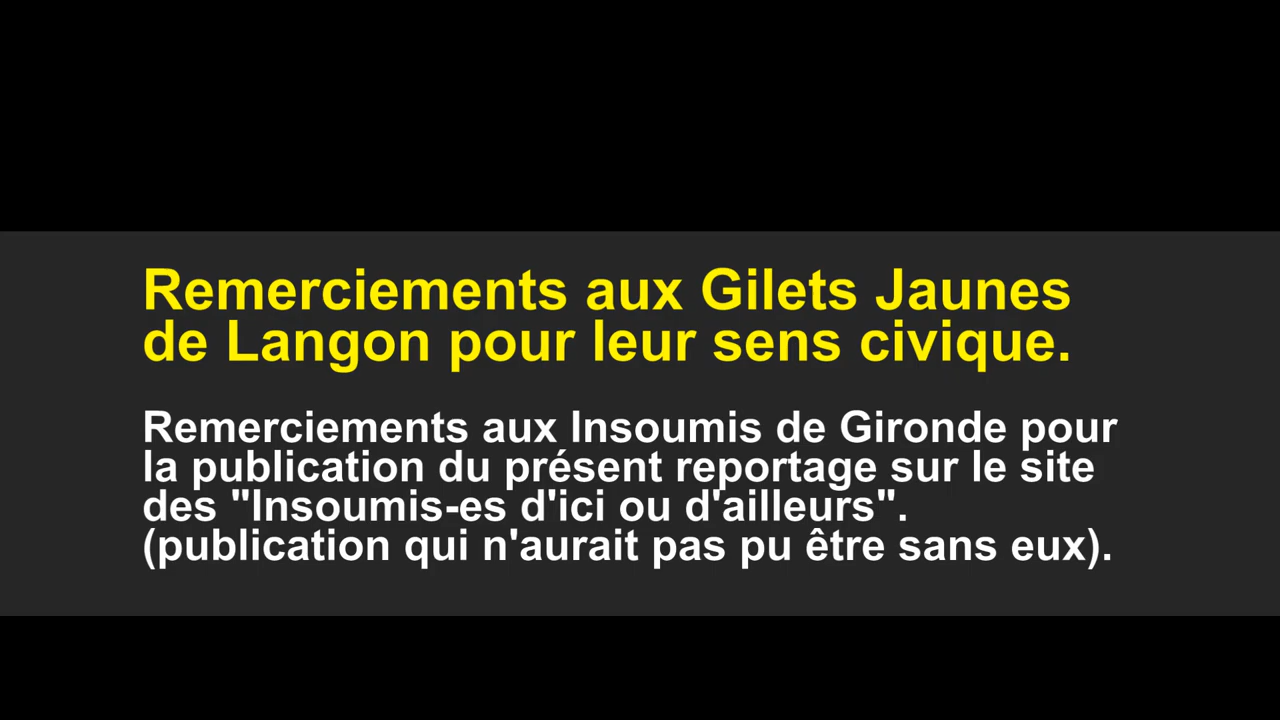 Remerciements aux Gilets Jaunes
de Langon pour leur sens civique.
Remerciements aux Insoumis de Gironde pour
la publication du présent reportage sur le site
des "Insoumis-es d'ici ou d'ailleurs".
(publication qui n'aurait pas pu être sans eux).